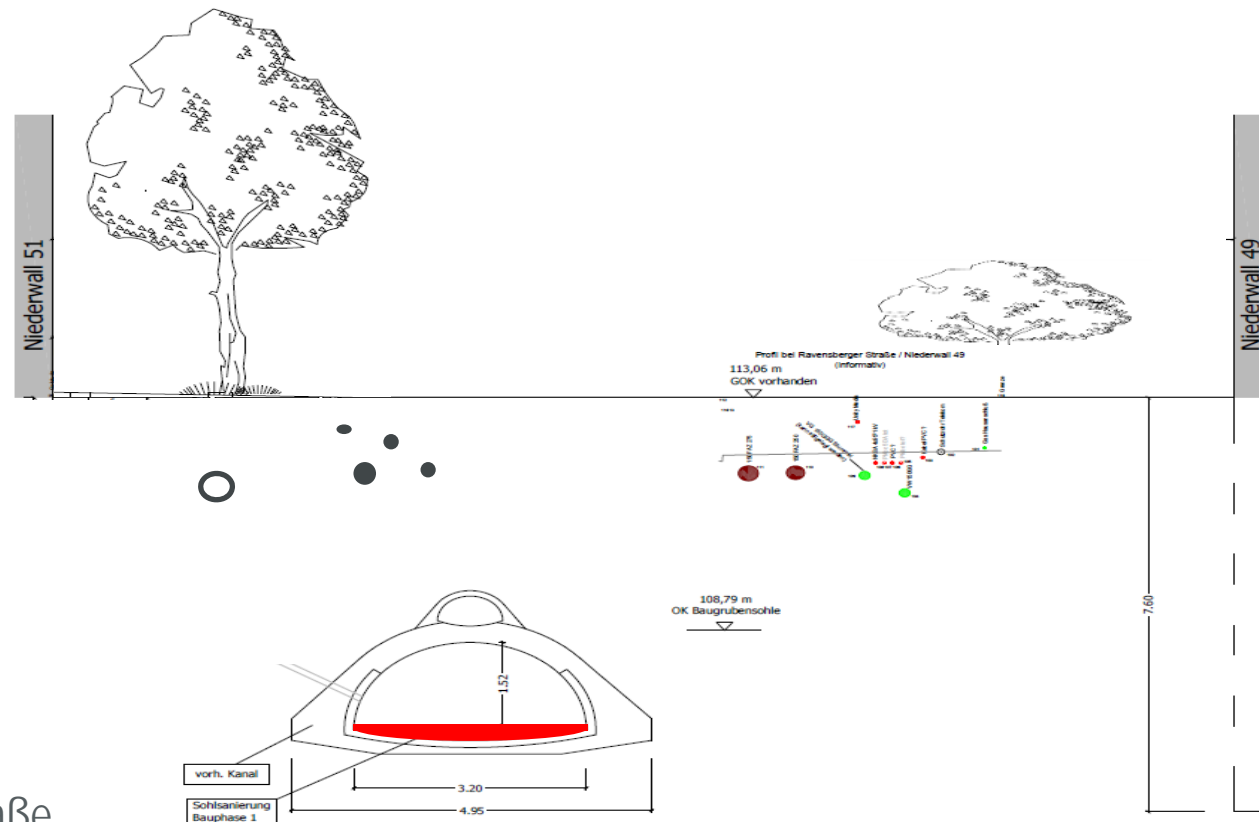 Niederwall 51
Niederwall 49
Profil bei Ravensberger Straße / Niederwall 49
(informativ)
113,06 m
GOK vorhanden
108,79 m
OK Baugrubensohle
7.60
1.52
vorh. Kanal
Sohlsanierung
Bauphase 1
3.20
4.95
aße